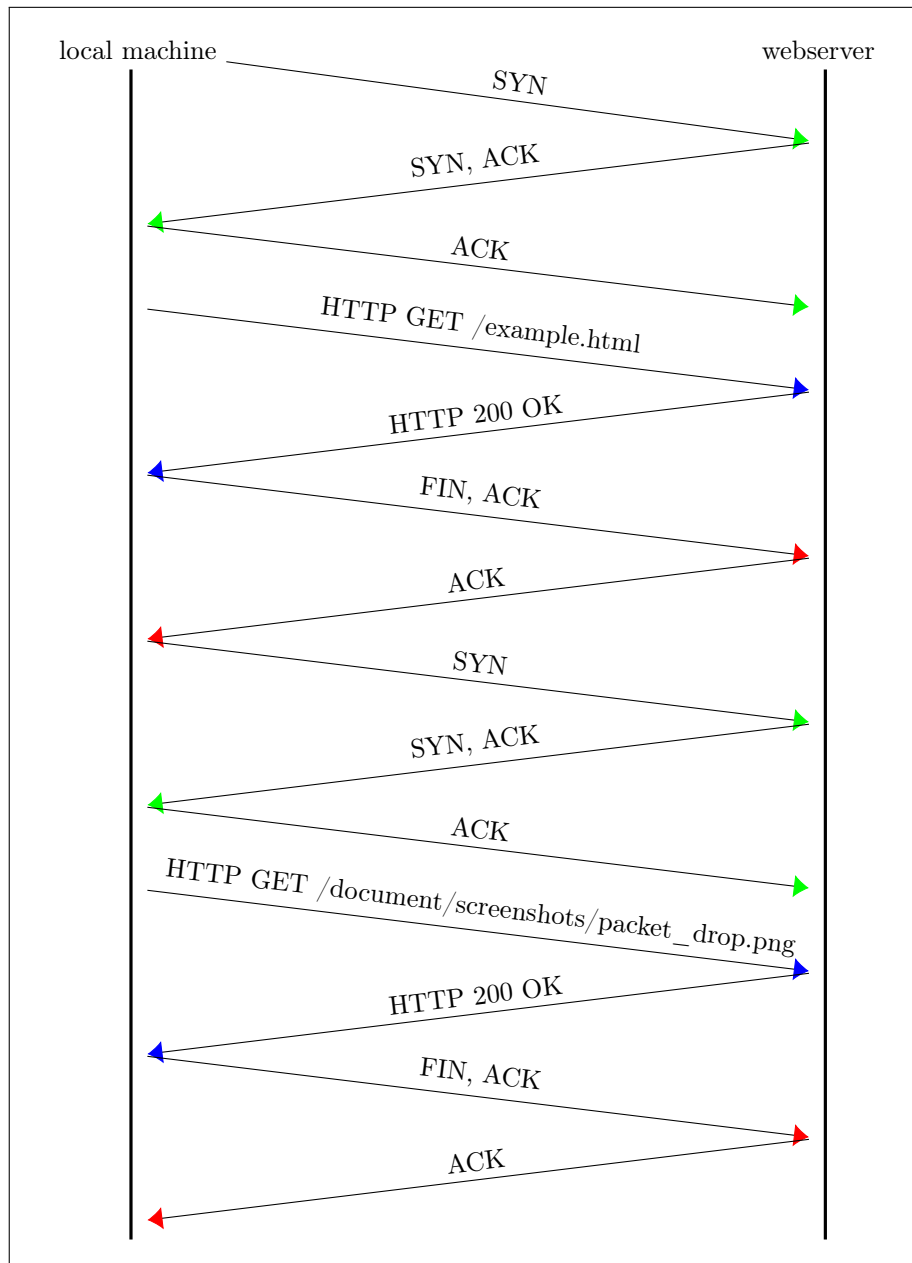 local machine
webserver
SYN
SYN, ACK
ACK
HTTP GET /example.html
HTTP 200 OK
FIN, ACK
ACK
SYN
SYN, ACK
ACK
HTTP GET /document/screenshots/packet_drop.png
HTTP 200 OK
FIN, ACK
ACK